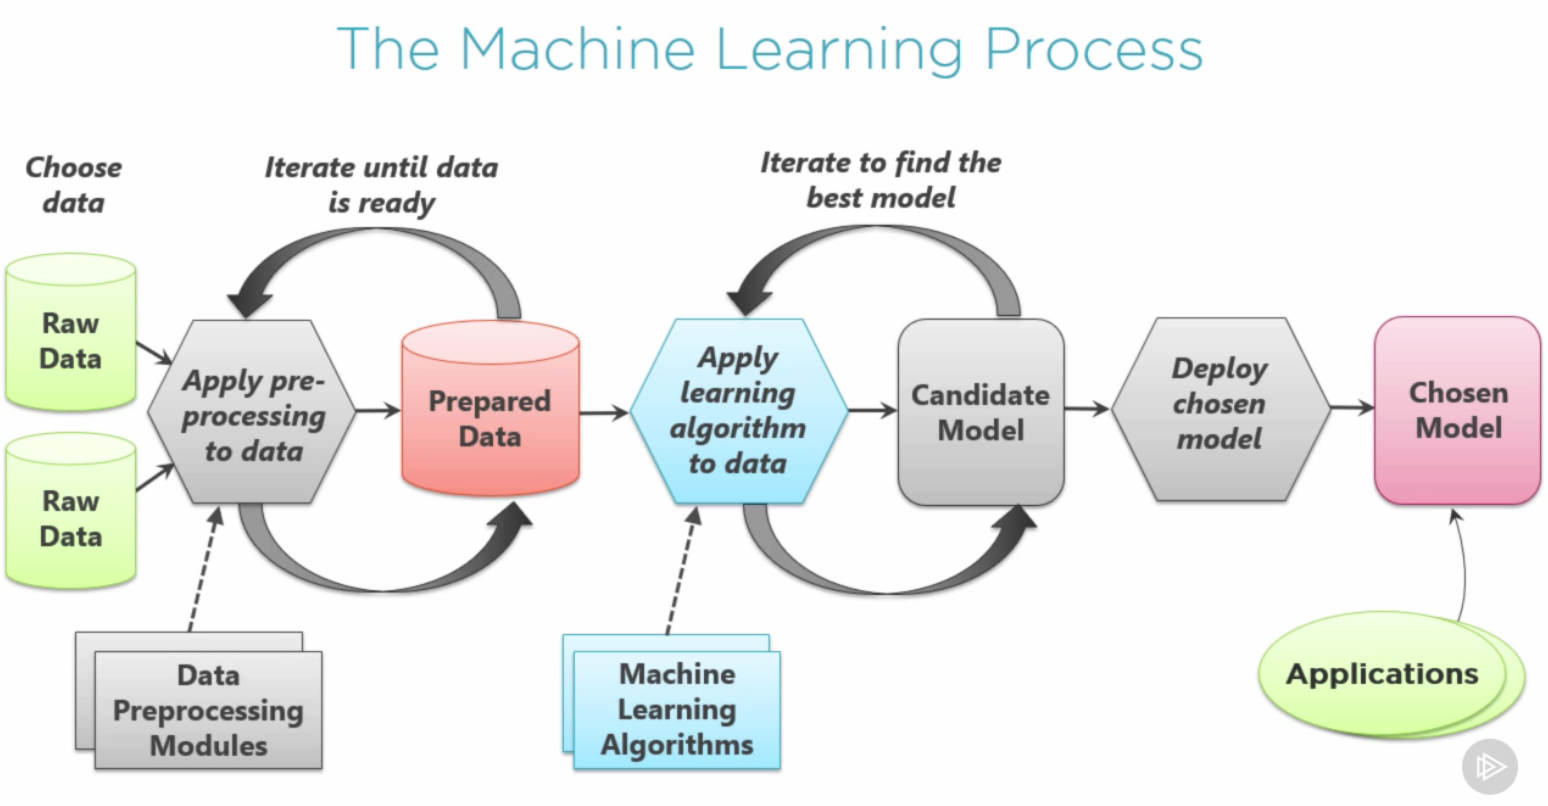 The Machine Learning Process
Choose
data
Iterate until data
is ready
Iterate to find the
best model
Raw
Data
Raw
Data
Apply pre-
processing
to data
Prepared
Data
Apply
learning
algorithm
to data
Candidate
Model
Deploy
chosen
model
Chosen
Model
Data
Preprocessing
Modules
Machine
Learning
Algorithms
Applications